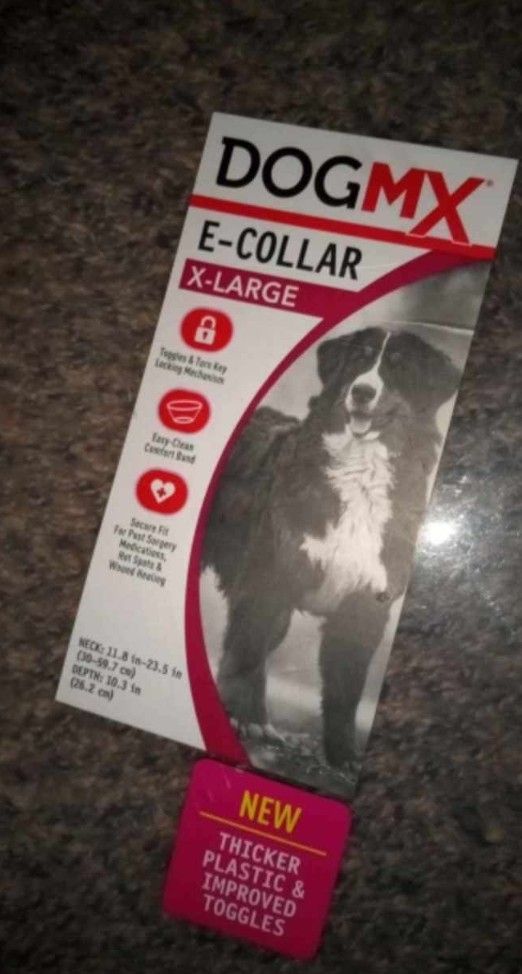 DOGMX®
E-COLLAR
X-LARGE
Toggles & Turn Key
Locking Mechanism
Easy-Clean
Comfort Band
Secure Fit
For Post Surgery
Medications,
Hot Spots &
Wound Healing
NECK: 11.8 in-23.5 in
(30-59.7 cm)
DEPTH: 10.3 in
(26.2 cm)
NEW
THICKER
PLASTIC &
IMPROVED
TOGGLES